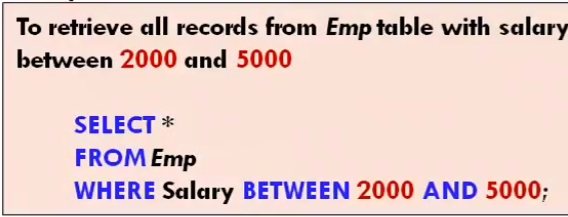 To retrieve all records from Emp table with salary
between 2000 and 5000
SELECT *
FROM Emp
WHERE Salary BETWEEN 2000 AND 5000;